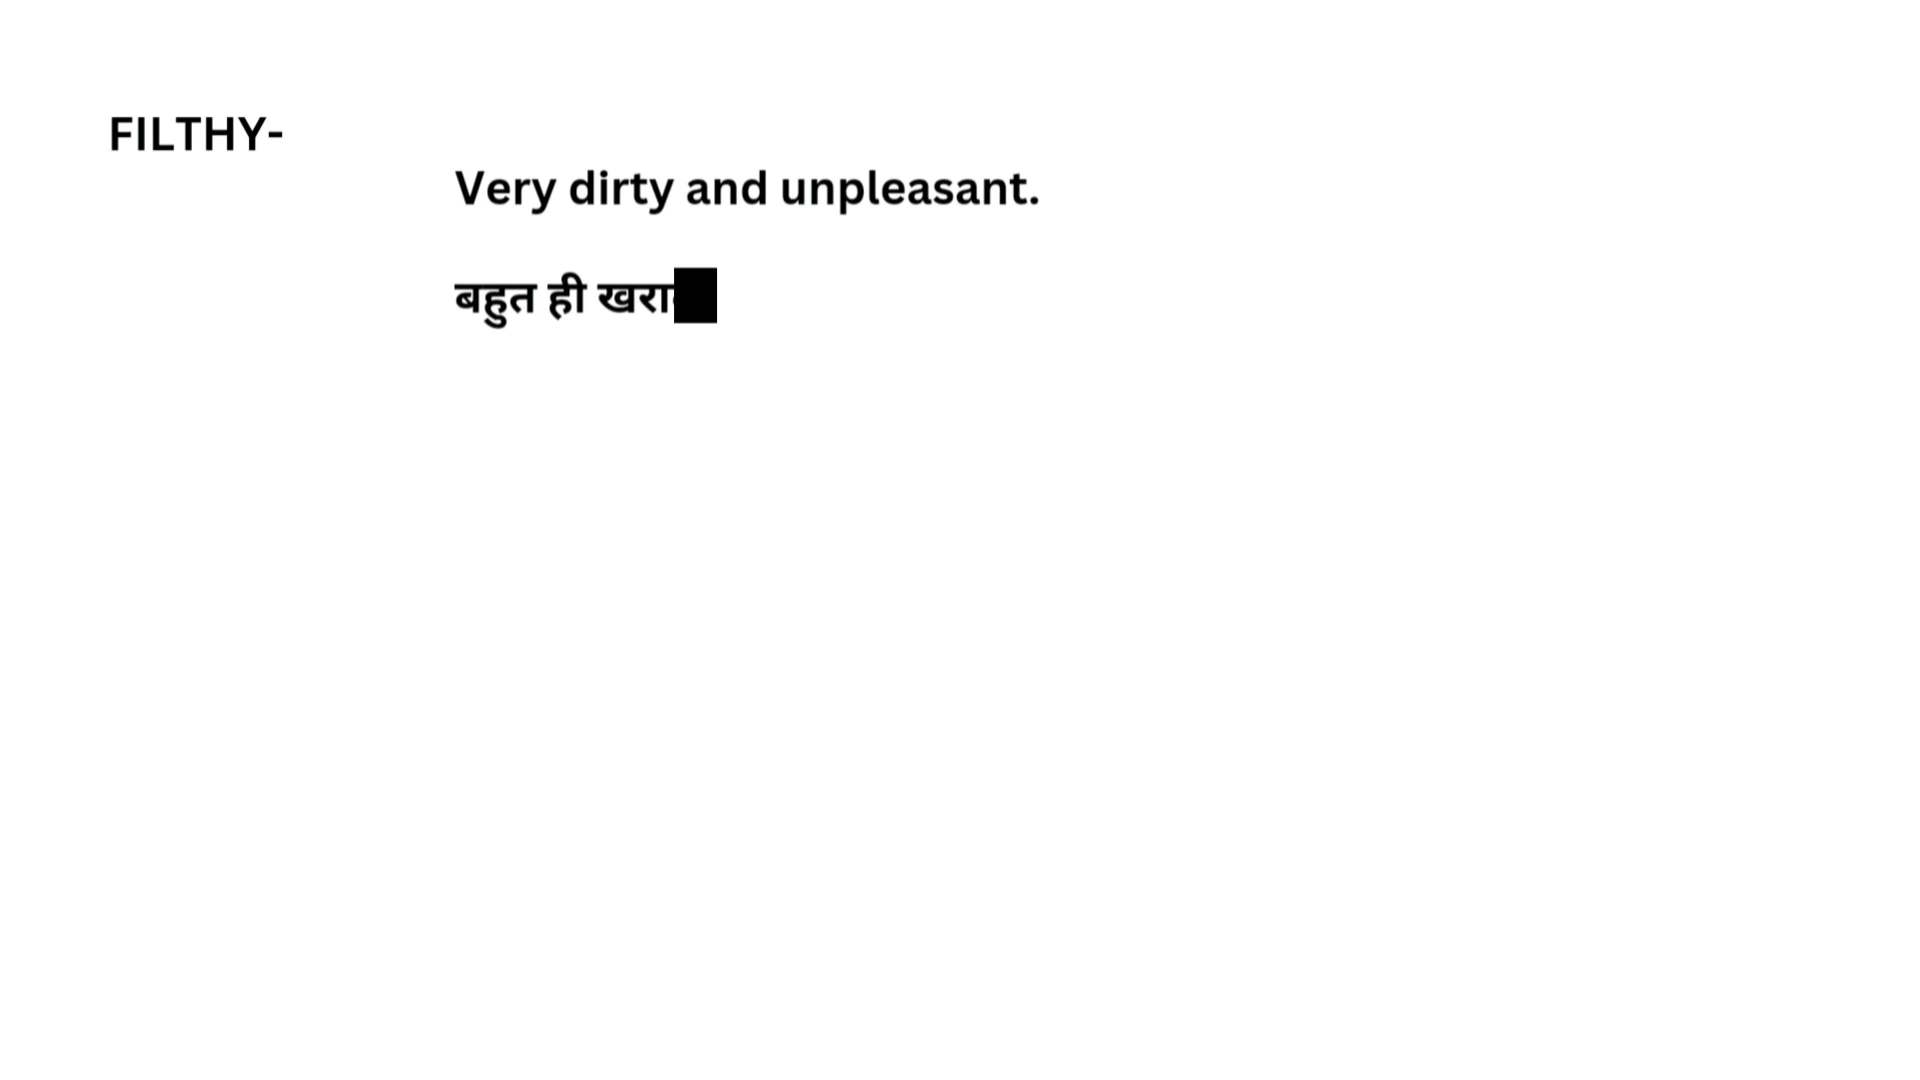 FILTHY-
Very dirty and unpleasant.
बहुत ही